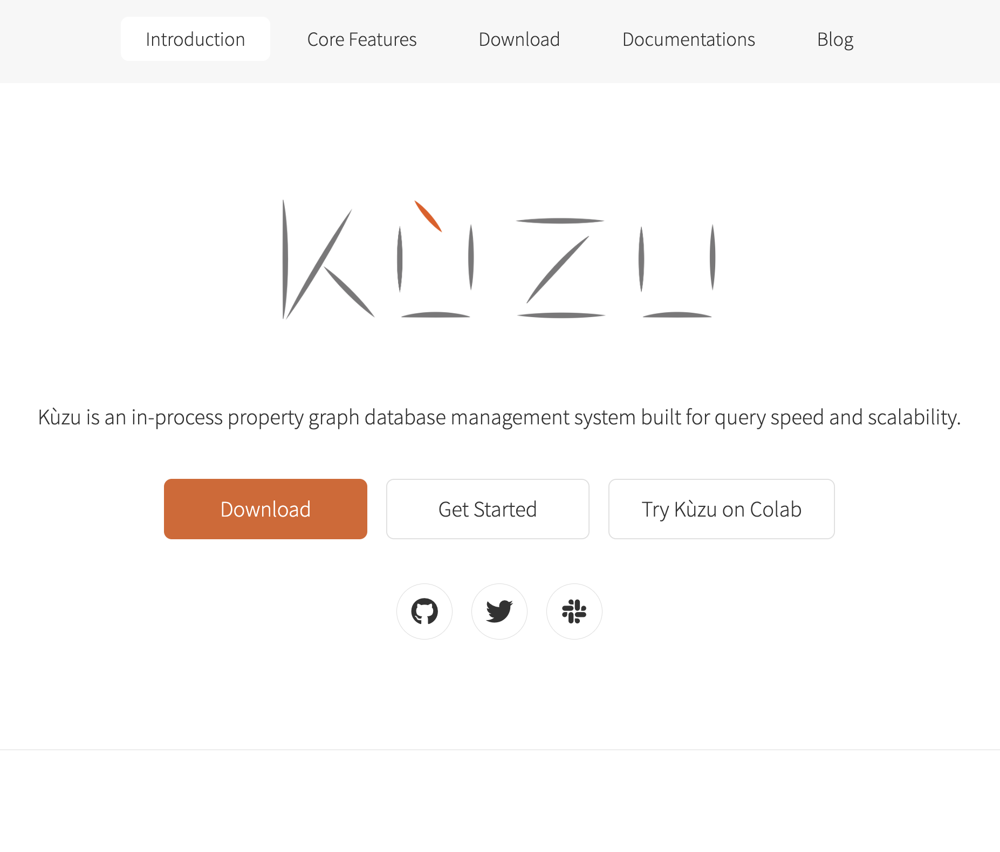 Introduction Core Features Download Documentations Blog
KÙZU
Kùzu is an in-process property graph database management system built for query speed and scalability.
Download Get Started Try Kùzu on Colab